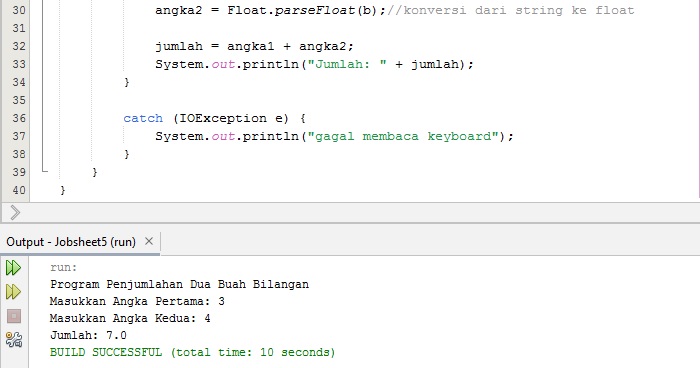 30 angka2 = Float.parseFloat(b);//konversi dari string ke float
31
32 jumlah = angka1 + angka2;
33 System.out.println("Jumlah: " + jumlah);
34 }
35
36 catch (IOException e) {
37 System.out.println("gagal membaca keyboard");
38 }
39 }
40 }
Output - Jobsheet5 (run) ×
run:
Program Penjumlahan Dua Buah Bilangan
Masukkan Angka Pertama: 3
Masukkan Angka Kedua: 4
Jumlah: 7.0
BUILD SUCCESSFUL (total time: 10 seconds)